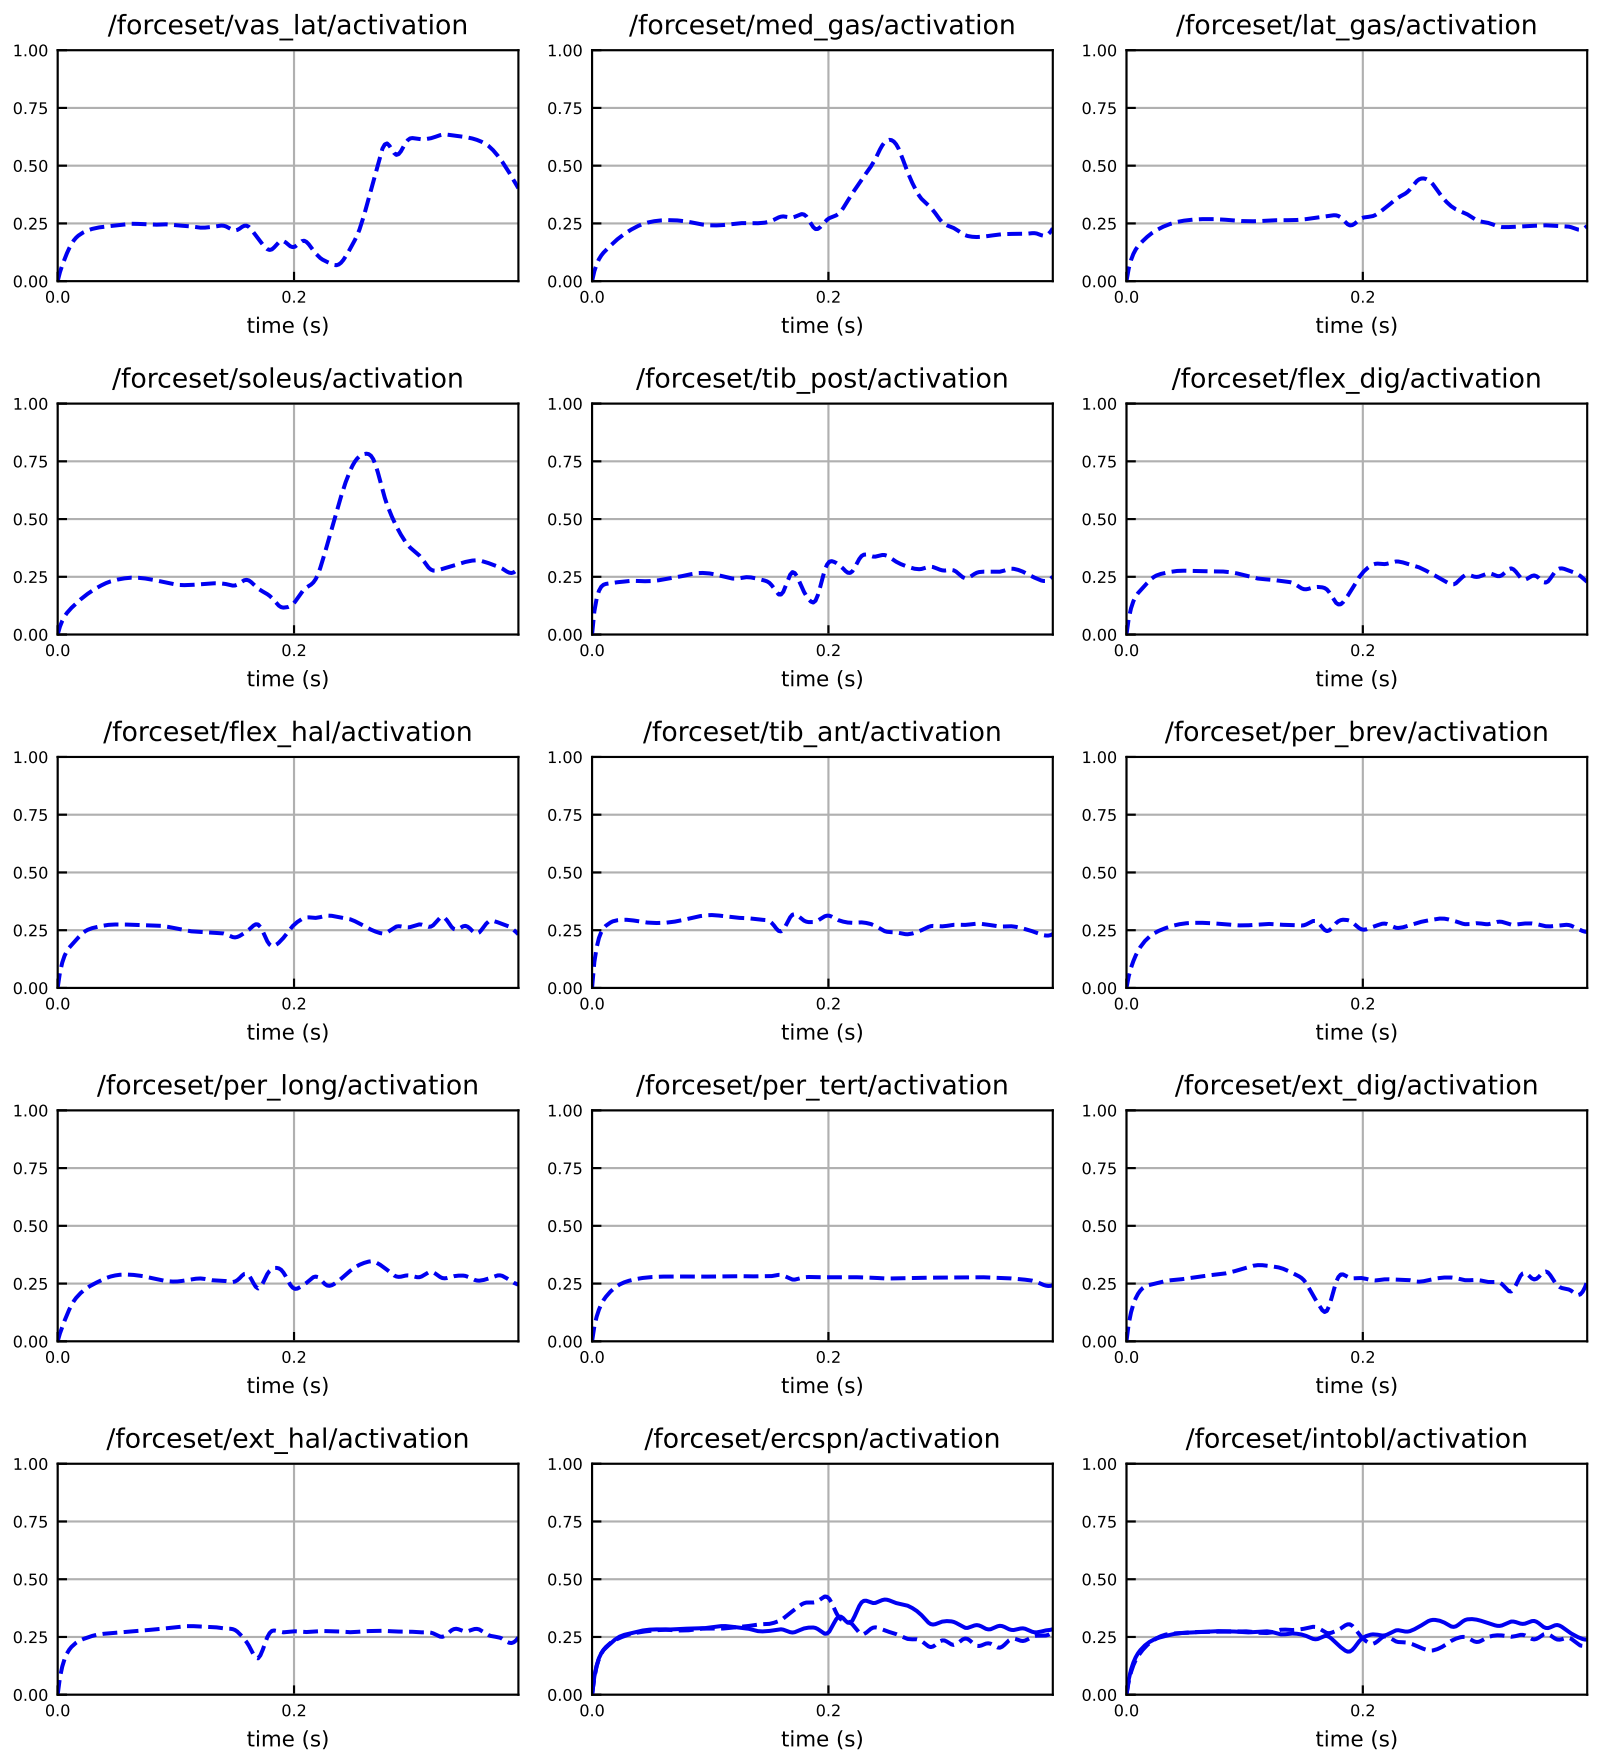 /forceset/vas_lat/activation /forceset/med_gas/activation /forceset/lat_gas/activation
1.00 1.00 1.00
0.75 0.75 0.75
0.50 0.50 0.50
0.25 0.25 0.25
0.00 0.00 0.00
0.0 0.2 0.0 0.2 0.0 0.2
time (s) time (s) time (s)
/forceset/soleus/activation /forceset/tib_post/activation /forceset/flex_dig/activation
1.00 1.00 1.00
0.75 0.75 0.75
0.50 0.50 0.50
0.25 0.25 0.25
0.00 0.00 0.00
0.0 0.2 0.0 0.2 0.0 0.2
time (s) time (s) time (s)
/forceset/flex_hal/activation /forceset/tib_ant/activation /forceset/per_brev/activation
1.00 1.00 1.00
0.75 0.75 0.75
0.50 0.50 0.50
0.25 0.25 0.25
0.00 0.00 0.00
0.0 0.2 0.0 0.2 0.0 0.2
time (s) time (s) time (s)
/forceset/per_long/activation /forceset/per_tert/activation /forceset/ext_dig/activation
1.00 1.00 1.00
0.75 0.75 0.75
0.50 0.50 0.50
0.25 0.25 0.25
0.00 0.00 0.00
0.0 0.2 0.0 0.2 0.0 0.2
time (s) time (s) time (s)
/forceset/ext_hal/activation /forceset/ercspn/activation /forceset/intobl/activation
1.00 1.00 1.00
0.75 0.75 0.75
0.50 0.50 0.50
0.25 0.25 0.25
0.00 0.00 0.00
0.0 0.2 0.0 0.2 0.0 0.2
time (s) time (s) time (s)